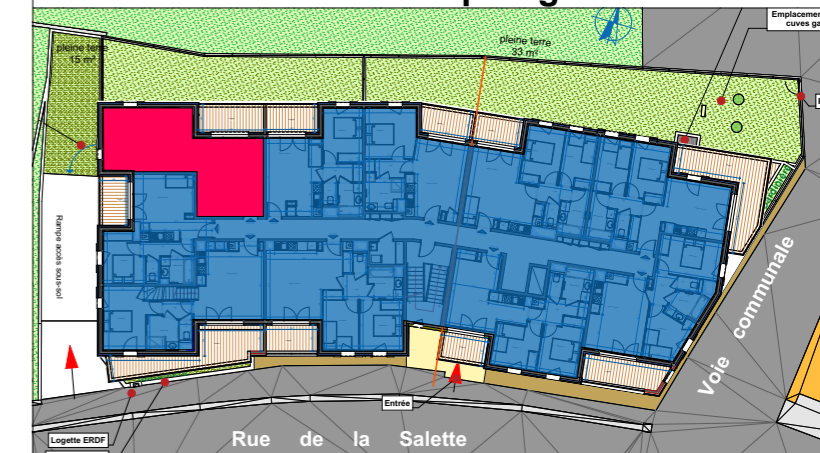 Emplacement
cuves ga
pleine terre
15 m²
pleine terre
33 m²
Rampe accès sous-sol
Voie communale
Entrée
Logette ERDF
Rue de la Salette